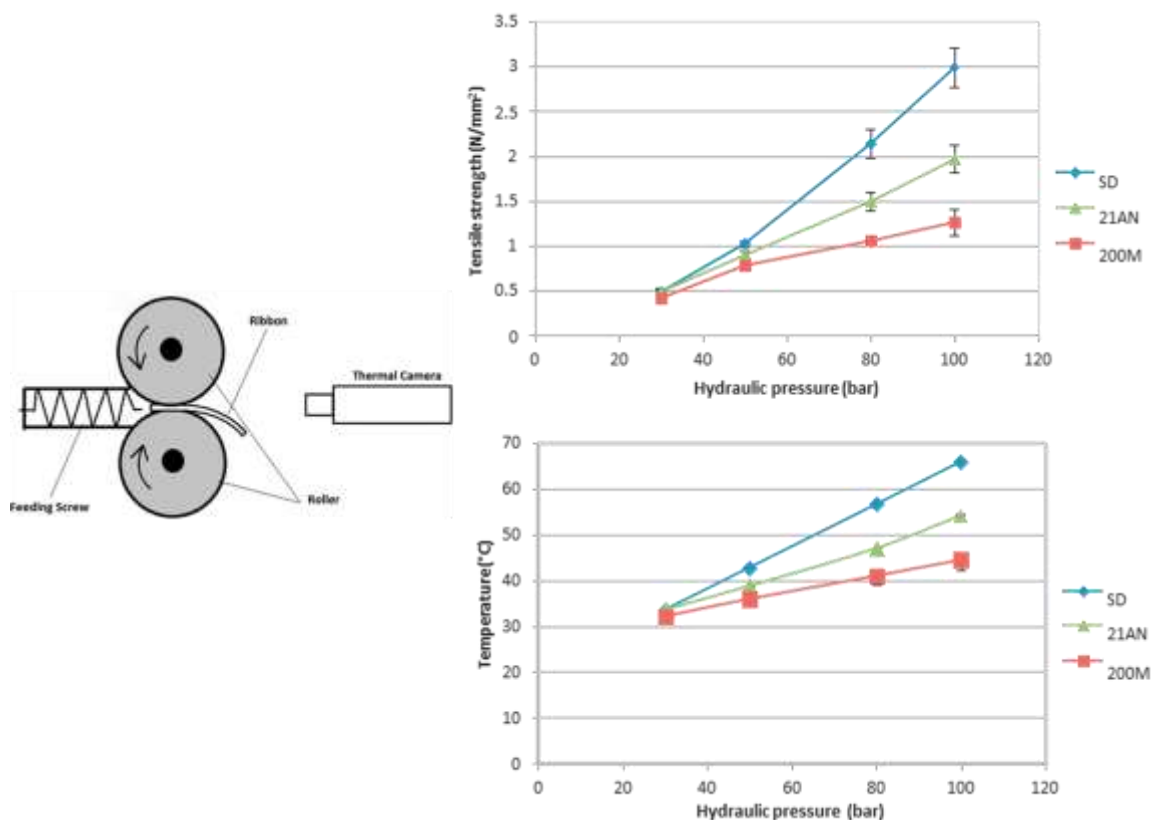 Ribbon
Thermal Camera
Feeding Screw
Roller
Tensile strength (N/mm²)
3.5
3
2.5
2
1.5
1
0.5
0
0 20 40 60 80 100 120
Hydraulic pressure (bar)
SD
21AN
200M
Temperature (°C)
70
60
50
40
30
20
10
0
0 20 40 60 80 100 120
Hydraulic pressure (bar)
SD
21AN
200M